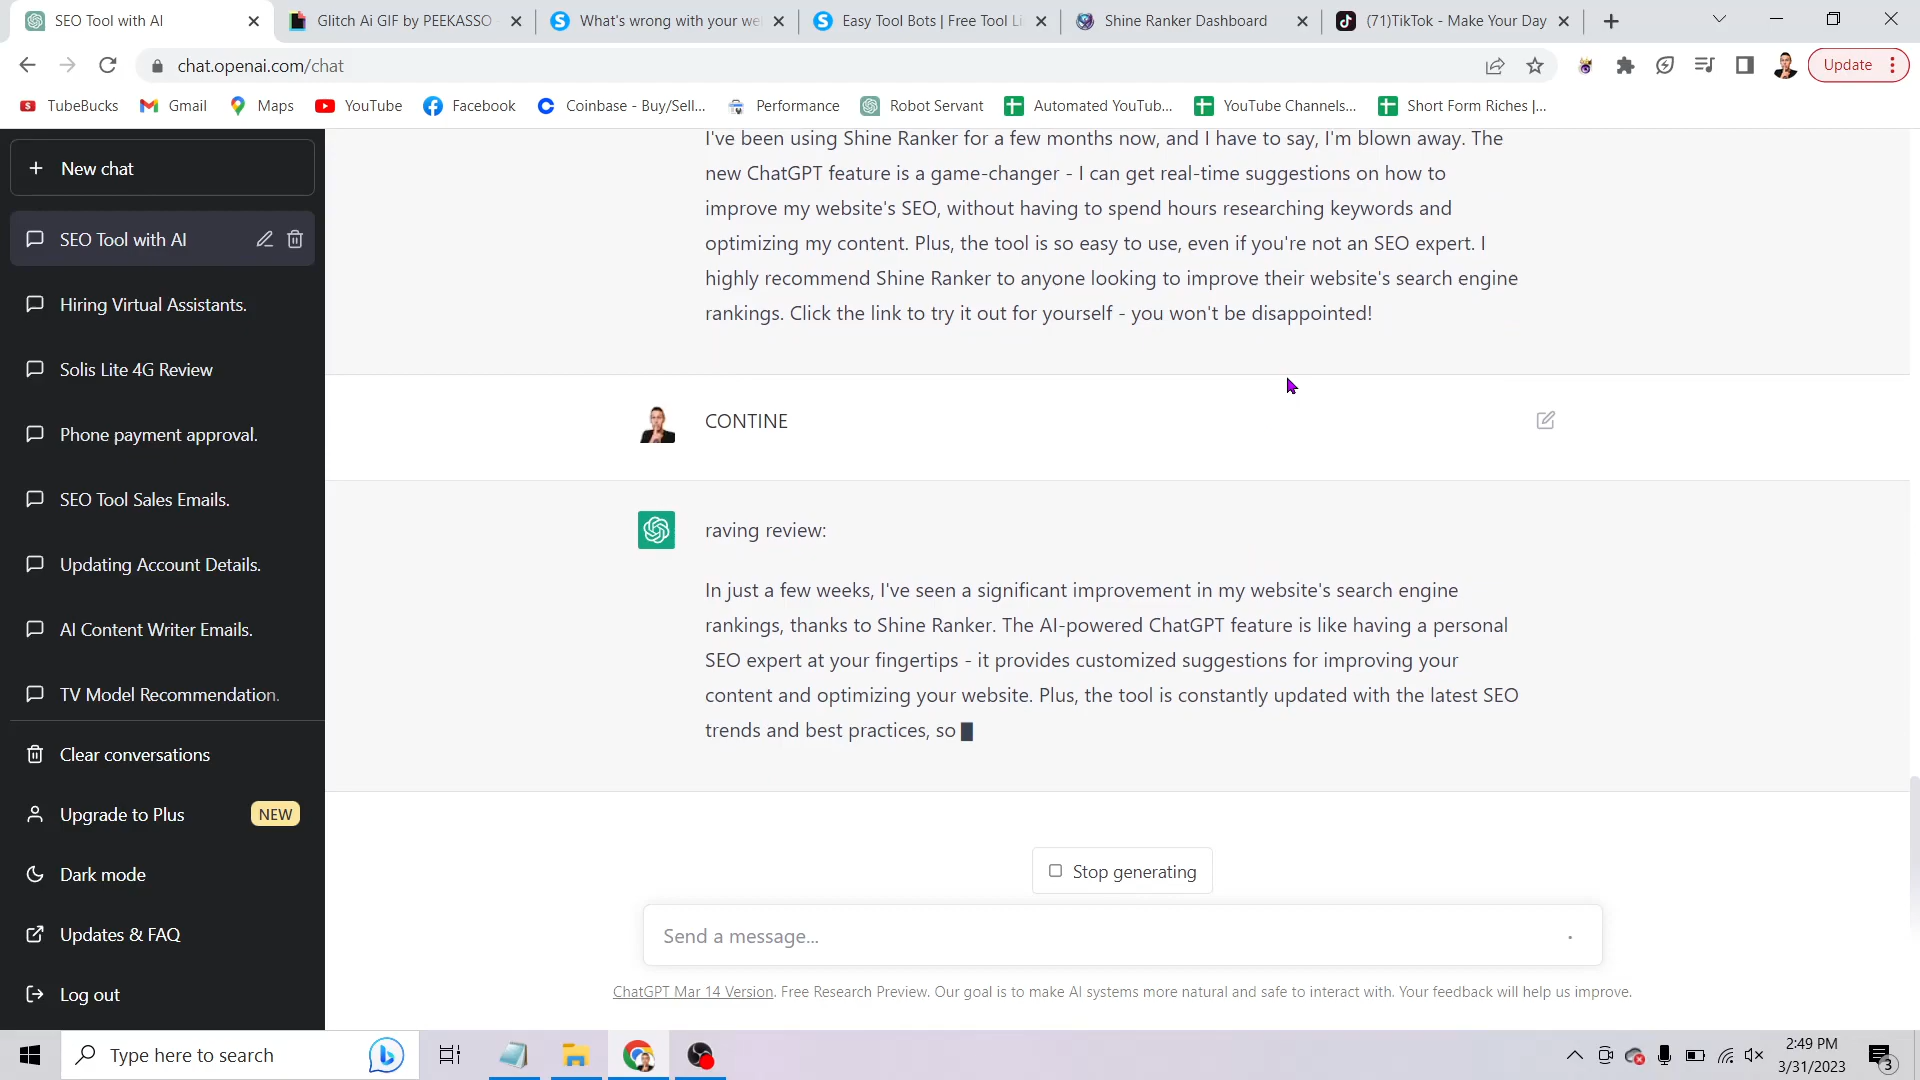 SEO Tool with AI
Glitch Ai GIF by PEEKASSO
What's wrong with your we
Easy Tool Bots | Free Tool Li
Shine Ranker Dashboard
(71)TikTok - Make Your Day
chat.openai.com/chat
Update
TubeBucks
Gmail
Maps
YouTube
Facebook
Coinbase - Buy/Sell...
Performance
Robot Servant
Automated YouTub...
YouTube Channels...
Short Form Riches |...
New chat
SEO Tool with AI
Hiring Virtual Assistants.
Solis Lite 4G Review
Phone payment approval.
SEO Tool Sales Emails.
Updating Account Details.
AI Content Writer Emails.
TV Model Recommendation.
Clear conversations
Upgrade to Plus
NEW
Dark mode
Updates & FAQ
Log out
I've been using Shine Ranker for a few months now, and I have to say, I'm blown away. The
new ChatGPT feature is a game-changer - I can get real-time suggestions on how to
improve my website's SEO, without having to spend hours researching keywords and
optimizing my content. Plus, the tool is so easy to use, even if you're not an SEO expert. I
highly recommend Shine Ranker to anyone looking to improve their website's search engine
rankings. Click the link to try it out for yourself - you won't be disappointed!
CONTINE
raving review:
In just a few weeks, I've seen a significant improvement in my website's search engine
rankings, thanks to Shine Ranker. The AI-powered ChatGPT feature is like having a personal
SEO expert at your fingertips - it provides customized suggestions for improving your
content and optimizing your website. Plus, the tool is constantly updated with the latest SEO
trends and best practices, so
Stop generating
Send a message...
ChatGPT Mar 14 Version. Free Research Preview. Our goal is to make AI systems more natural and safe to interact with. Your feedback will help us improve.
Type here to search
2:49 PM
3/31/2023
3